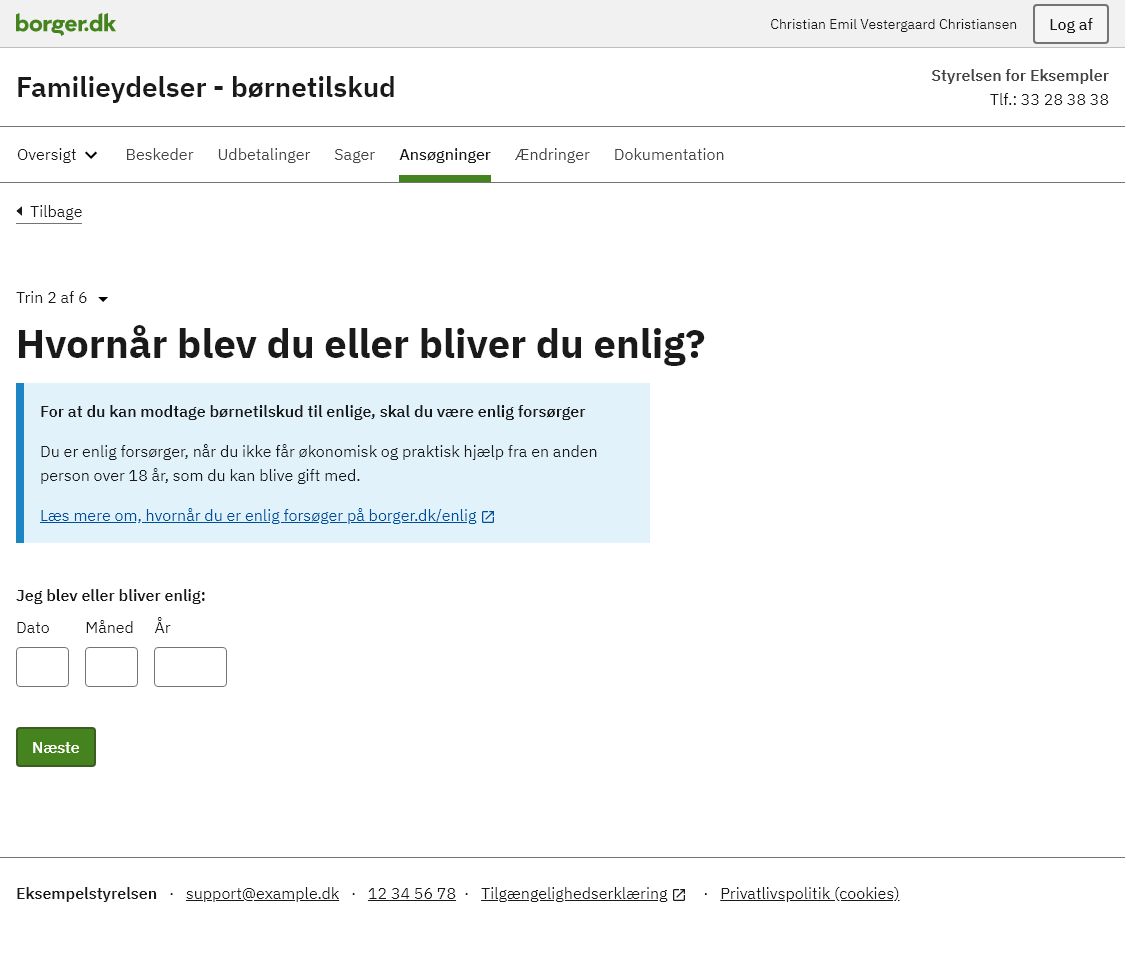 borger.dk
Christian Emil Vestergaard Christiansen
Log af
Familieydelser - børnetilskud
Styrelsen for Eksempler
Tlf.: 33 28 38 38
Oversigt
Beskeder
Udbetalinger
Sager
Ansøgninger
Ændringer
Dokumentation
Tilbage
Trin 2 af 6
Hvornår blev du eller bliver du enlig?
For at du kan modtage børnetilskud til enlige, skal du være enlig forsørger
Du er enlig forsørger, når du ikke får økonomisk og praktisk hjælp fra en anden
person over 18 år, som du kan blive gift med.
Læs mere om, hvornår du er enlig forsøger på borger.dk/enlig
Jeg blev eller bliver enlig:
Dato Måned År
Næste
Eksempelstyrelsen · support@example.dk · 12 34 56 78 · Tilgængelighedserklæring · Privatlivspolitik (cookies)